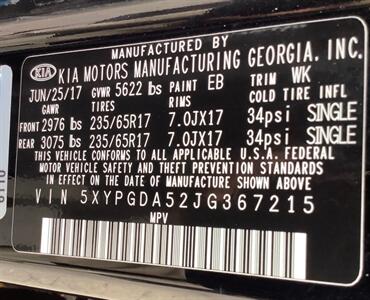 MANUFACTURED BY
KIA KIA MOTORS MANUFACTURING GEORGIA, INC.
JUN/25/17 GVWR 5622 lbs PAINT EB TRIM WK
GAWR TIRES RIMS COLD TIRE INFL
FRONT 2976 lbs 235/65R17 7.0JX17 34psi SINGLE
REAR 3075 lbs 235/65R17 7.0JX17 34psi SINGLE
THIS VEHICLE CONFORMS TO ALL APPLICABLE U.S.A. FEDERAL
MOTOR VEHICLE SAFETY AND THEFT PREVENTION STANDARDS
IN EFFECT ON THE DATE OF MANUFACTURE SHOWN ABOVE.
VIN 5XYPGDA52JG367215
MPV